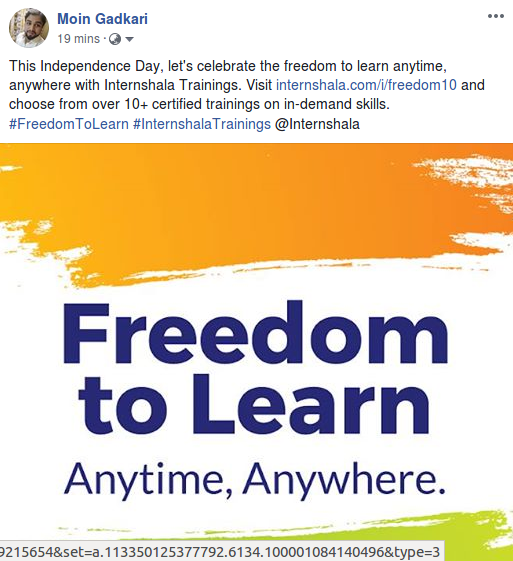 Moin Gadkari
19 mins
This Independence Day, let's celebrate the freedom to learn anytime,
anywhere with Internshala Trainings. Visit internshala.com/i/freedom10 and
choose from over 10+ certified trainings on in-demand skills.
#FreedomToLearn #InternshalaTrainings @Internshala
Freedom
to Learn
Anytime, Anywhere.
9215654&set=a.113350125377792.6134.100001084140496&type=3